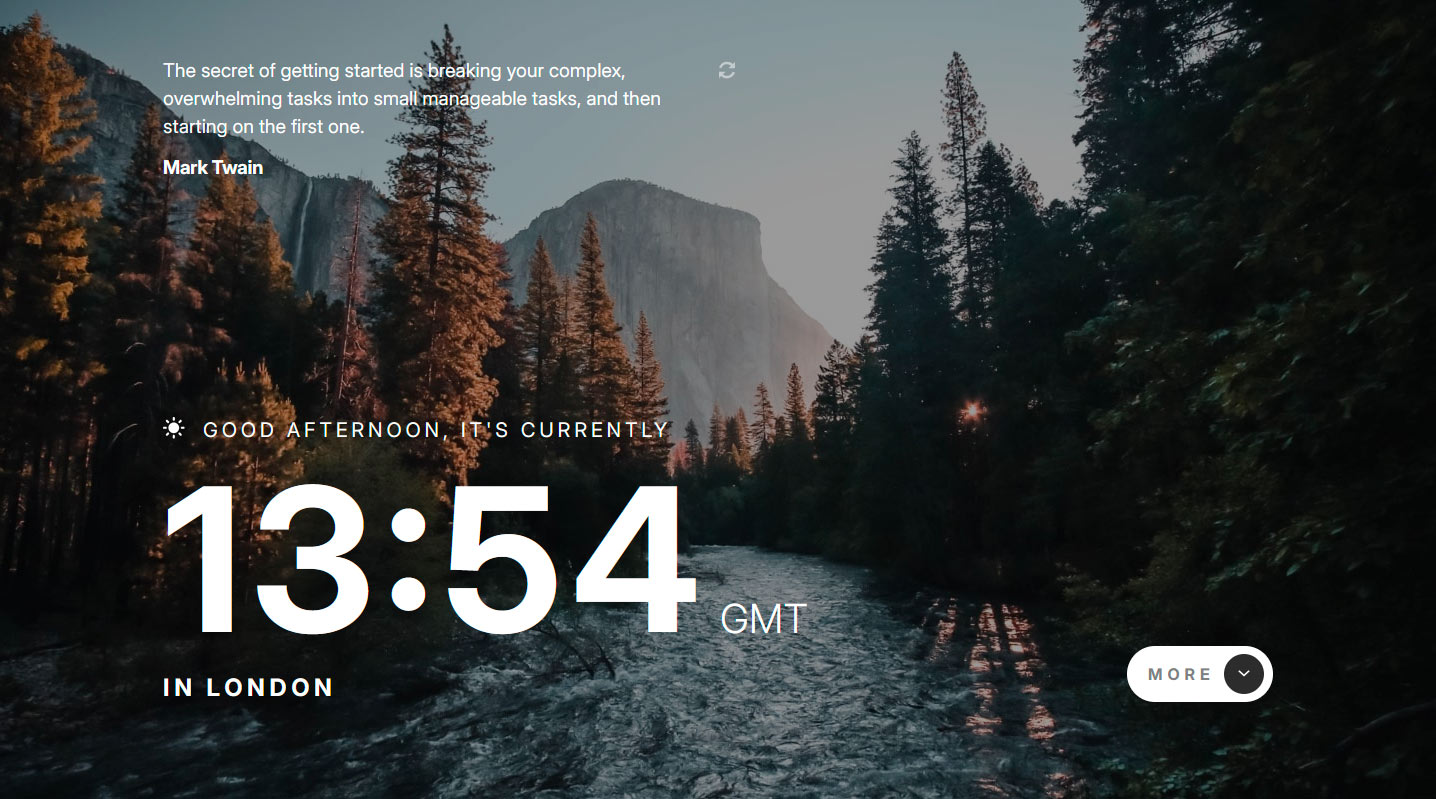 The secret of getting started is breaking your complex,
overwhelming tasks into small manageable tasks, and then
starting on the first one.
Mark Twain
GOOD AFTERNOON, IT'S CURRENTLY
13:54 GMT
IN LONDON
MORE